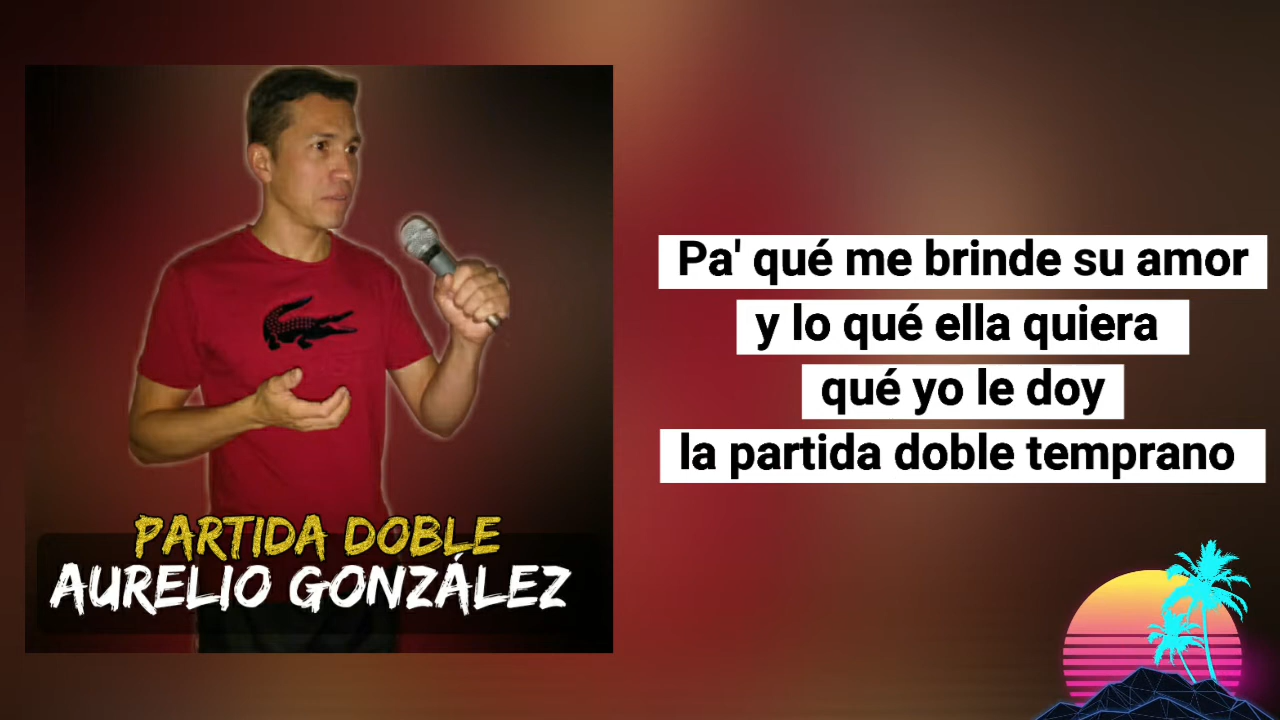 PARTIDA DOBLE
AURELIO GONZÁLEZ
Pa' qué me brinde su amor
y lo qué ella quiera
qué yo le doy
la partida doble temprano